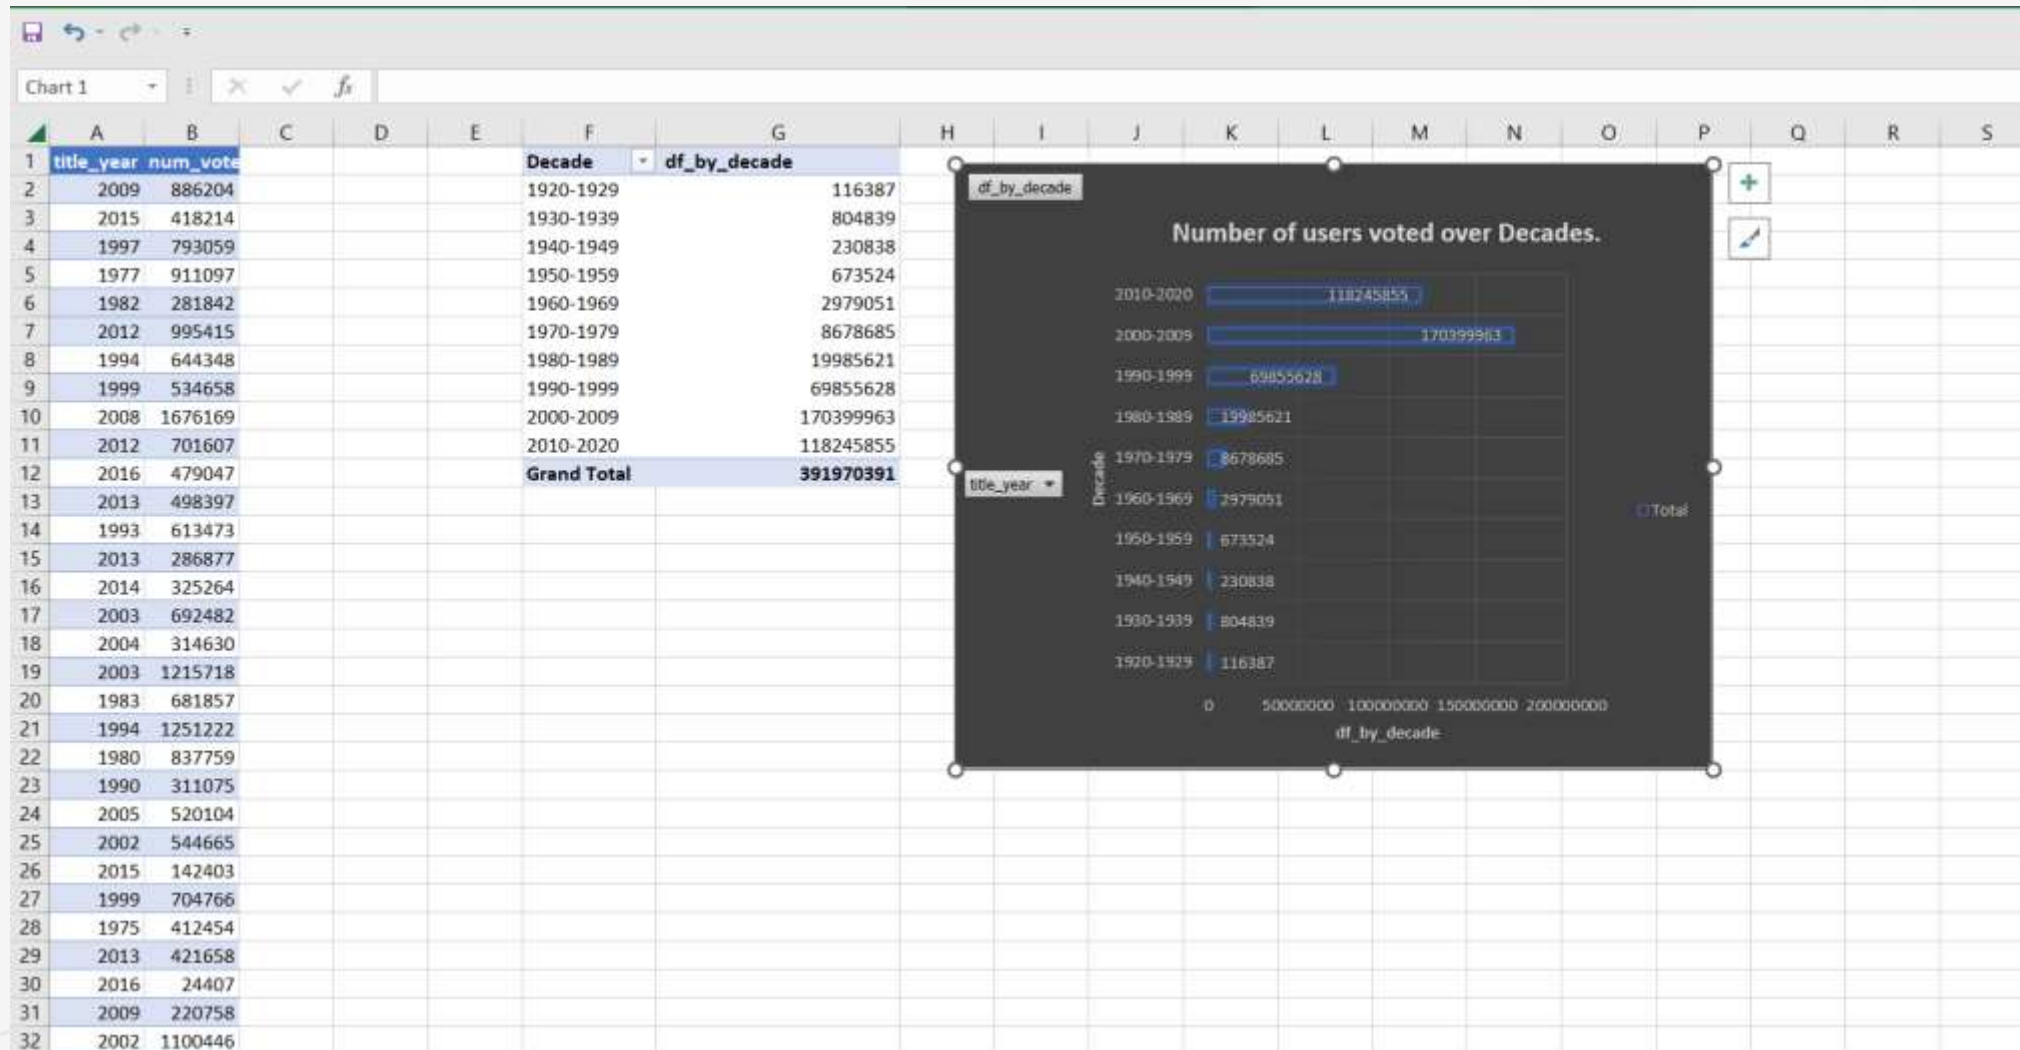 Chart 1 fx
A B C D E F G H I J K L M N O P Q R S
1 title_year num_vote Decade df_by_decade
2 2009 886204 1920-1929 116387
3 2015 418214 1930-1939 804839
4 1997 793059 1940-1949 230838
5 1977 911097 1950-1959 673524
6 1982 281842 1960-1969 2979051
7 2012 995415 1970-1979 8678685
8 1994 644348 1980-1989 19985621
9 1999 534658 1990-1999 69855628
10 2008 1676169 2000-2009 170399963
11 2012 701607 2010-2020 118245855
12 2016 479047 Grand Total 391970391
13 2013 498397
14 1993 613473
15 2013 286877
16 2014 325264
17 2003 692482
18 2004 314630
19 2003 1215718
20 1983 681857
21 1994 1251222
22 1980 837759
23 1990 311075
24 2005 520104
25 2002 544665
26 2015 142403
27 1999 704766
28 1975 412454
29 2013 421658
30 2016 24407
31 2009 220758
32 2002 1100446
df_by_decade
Number of users voted over Decades.
2010-2020 118245855
2000-2009 170399963
1990-1999 69855628
1980-1989 19985621
1970-1979 8678685
1960-1969 2979051
1950-1959 673524
1940-1949 230838
1930-1939 804839
1920-1929 116387
0 50000000 100000000 150000000 200000000
df_by_decade
Decade
title_year
Total